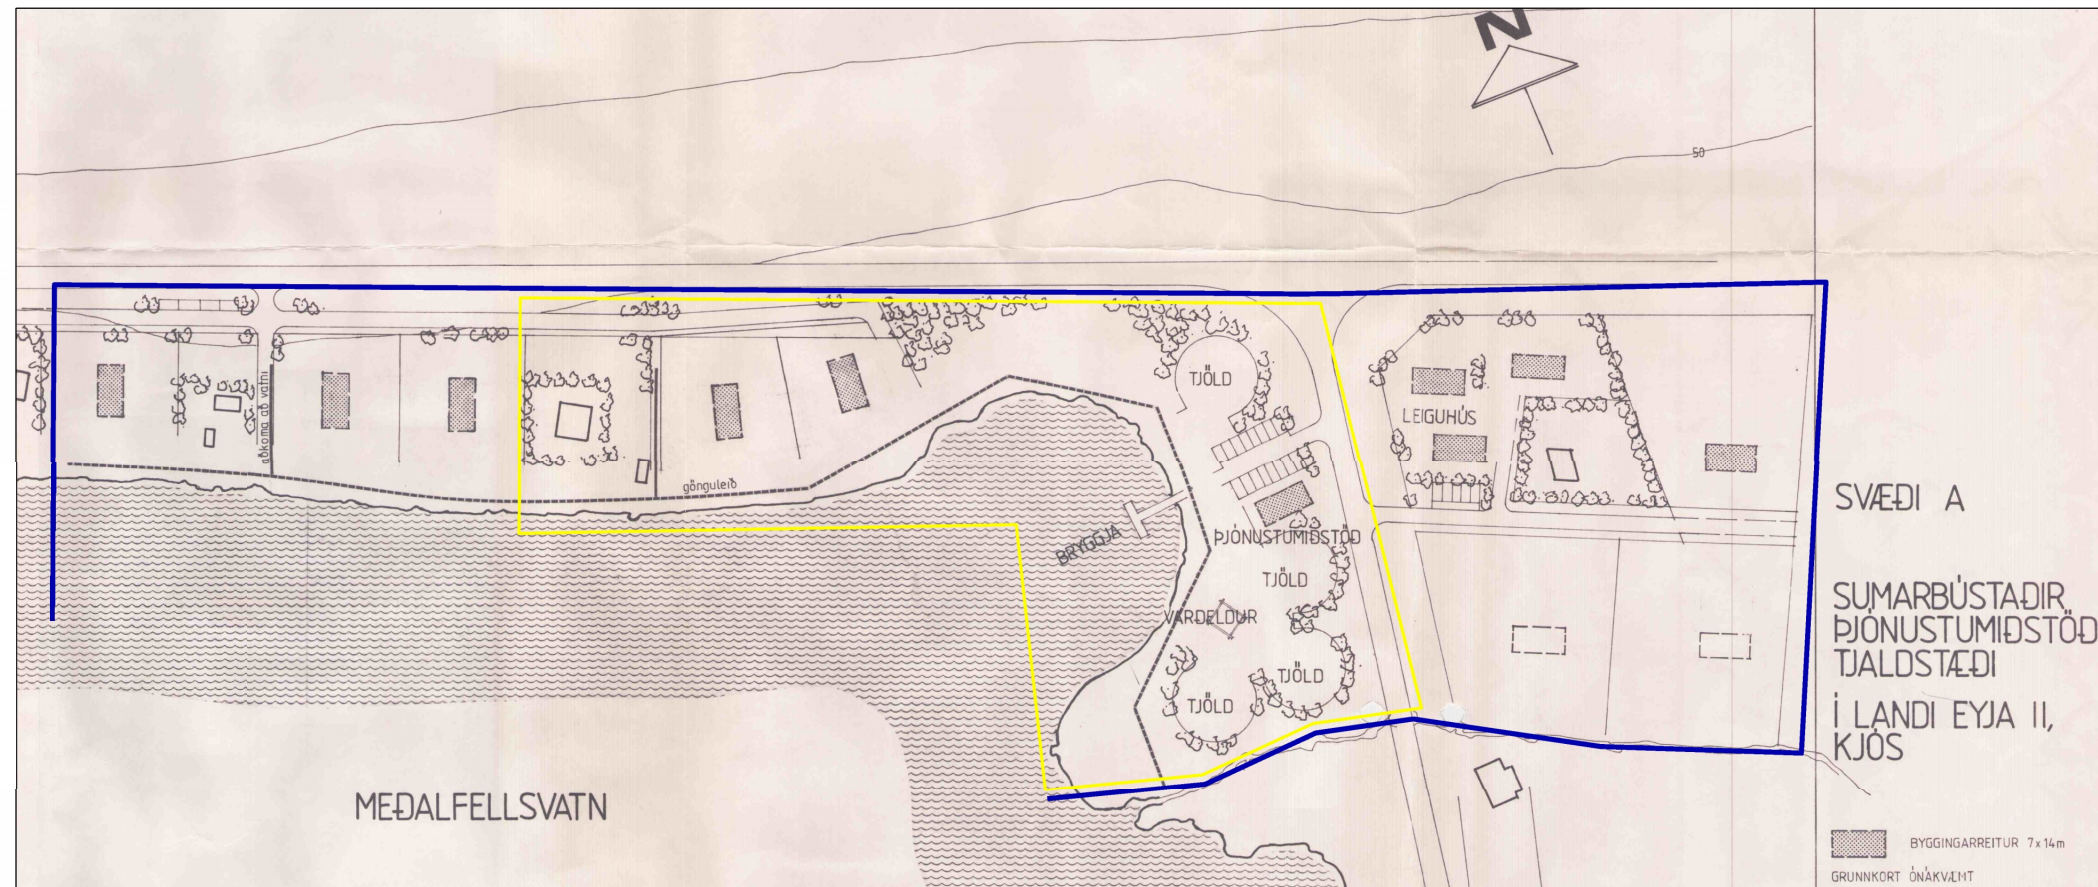 N
50
TJÖLD
LEIGUHÚS
aðkoma að vatni
gönguleið
BRYGGJA
ÞJÓNUSTUMIÐSTÖÐ
TJÖLD
VARÐELDUR
TJÖLD
TJÖLD
MEÐALFELLSVATN
SVÆÐI A
SUMARBÚSTAÐIR
ÞJÓNUSTUMIÐSTÖÐ
TJALDSTÆÐI
Í LANDI EYJA II,
KJÓS
BYGGINGARREITUR 7x14m
GRUNNKORT ÓNÁKVÆMT